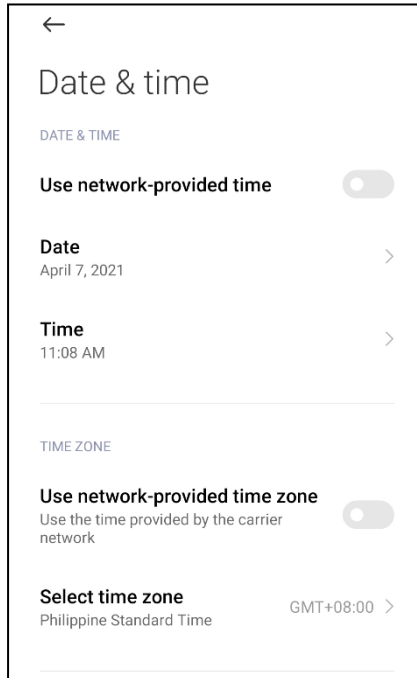 Date & time
DATE & TIME
Use network-provided time
Date
April 7, 2021
Time
11:08 AM
TIME ZONE
Use network-provided time zone
Use the time provided by the carrier
network
Select time zone
Philippine Standard Time
GMT+08:00